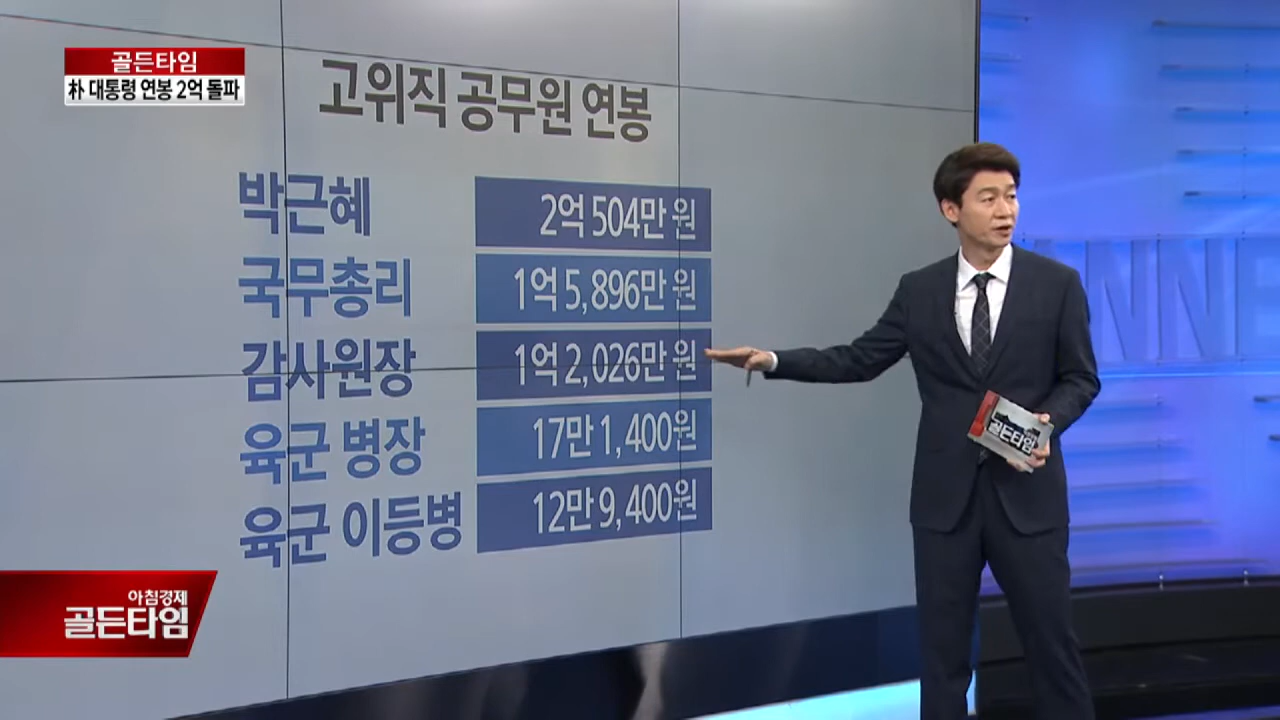 골든타임
朴 대통령 연봉 2억 돌파
고위직 공무원 연봉
박근혜 2억 504만 원
국무총리 1억 5,896만 원
감사원장 1억 2,026만 원
육군 병장 17만 1,400원
육군 이등병 12만 9,400원
골든타임
아침경제
골든타임